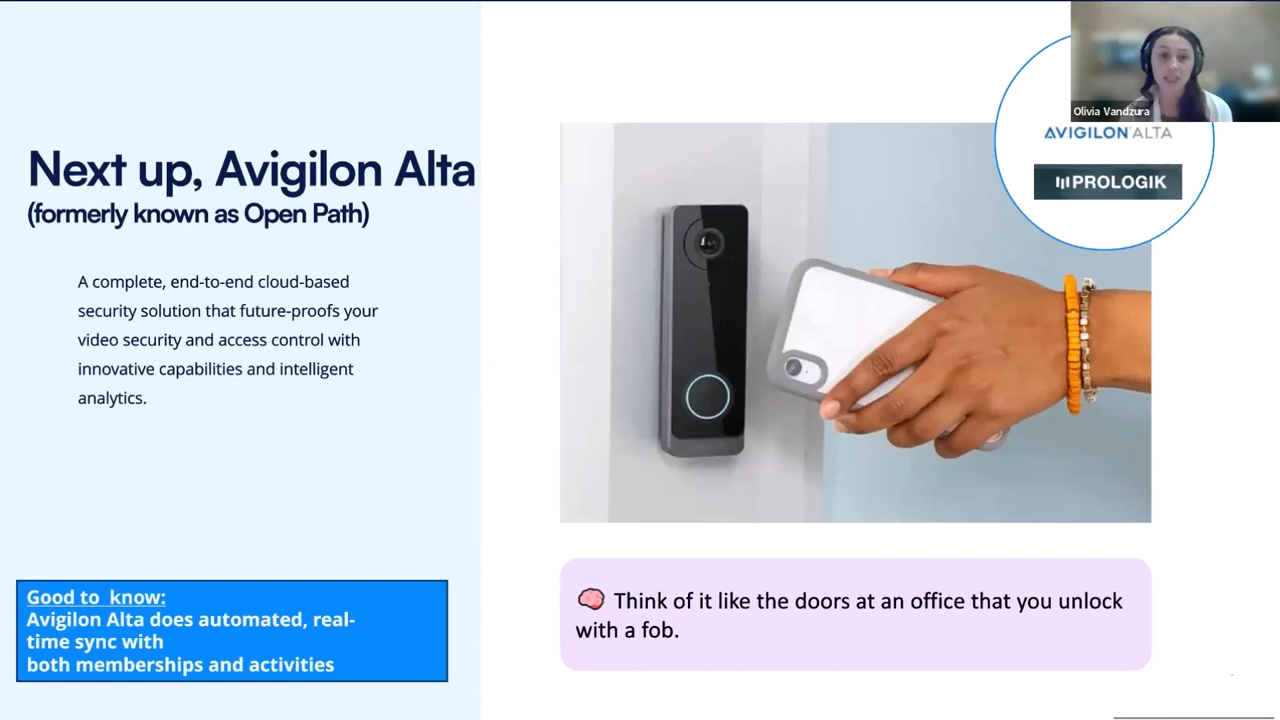 Next up, Avigilon Alta
(formerly known as Open Path)
A complete, end-to-end cloud-based
security solution that future-proofs your
video security and access control with
innovative capabilities and intelligent
analytics.
Good to  know:
Avigilon Alta does automated, real-
time sync with
both memberships and activities
Olivia Vandzura
AVIGILON ALTA
PROLOGIK
Think of it like the doors at an office that you unlock
with a fob.